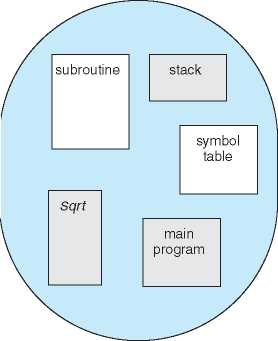 subroutine
stack
symbol
table
Sqrt
main
program